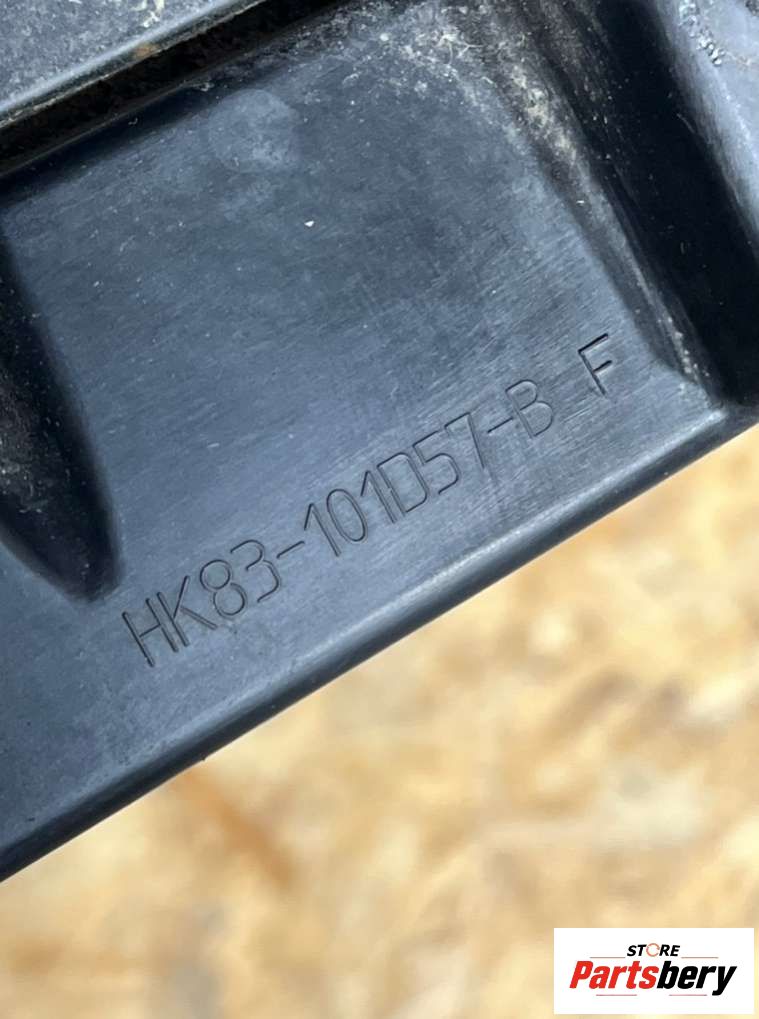 HK83-101D57-B F
STORE
Partsbery